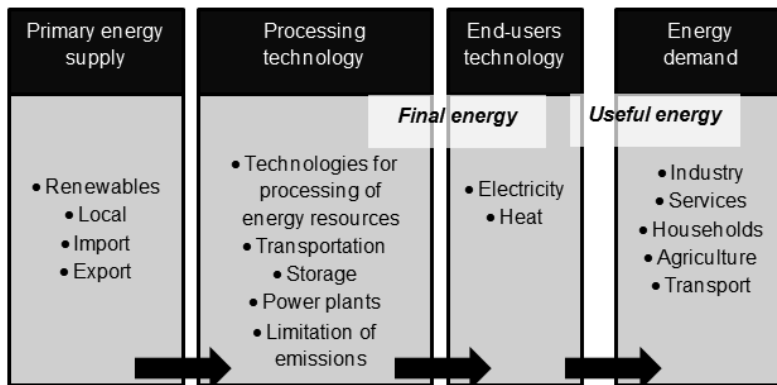 Primary energy
supply
• Renewables
• Local
• Import
• Export
Processing
technology
Final energy
• Technologies for
processing of
energy resources
• Transportation
• Storage
• Power plants
• Limitation of
emissions
End-users
technology
• Electricity
• Heat
Useful energy
Energy
demand
• Industry
• Services
• Households
• Agriculture
• Transport